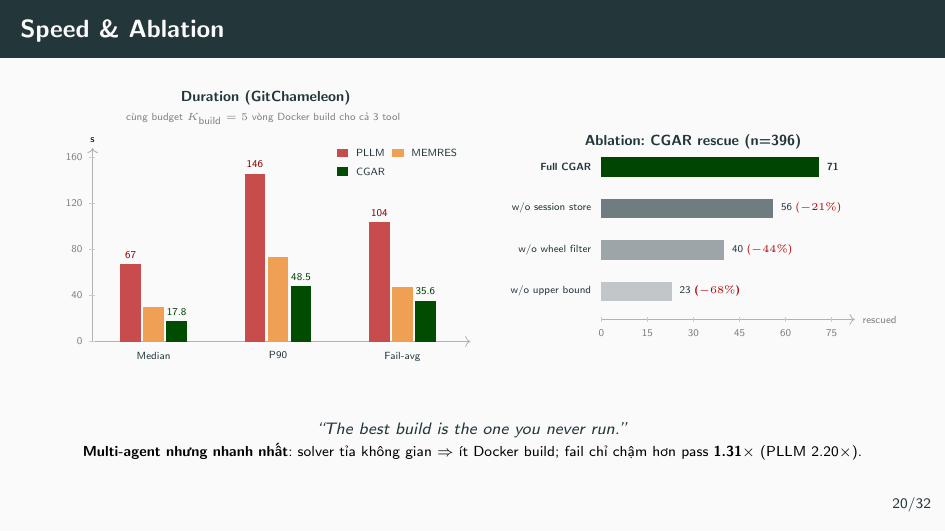 Speed & Ablation
Duration (GitChameleon)
cùng budget K_build = 5 vòng Docker build cho cả 3 tool
s
160
120
80
40
0
PLLM MEMRES
CGAR
67
17.8
146
48.5
104
35.6
Median P90 Fail-avg
Ablation: CGAR rescue (n=396)
Full CGAR 71
w/o session store 56 (−21%)
w/o wheel filter 40 (−44%)
w/o upper bound 23 (−68%)
rescued
0 15 30 45 60 75
“The best build is the one you never run.”
Multi-agent nhưng nhanh nhất: solver tỉa không gian ⇒ ít Docker build; fail chỉ chậm hơn pass 1.31× (PLLM 2.20×).
20/32